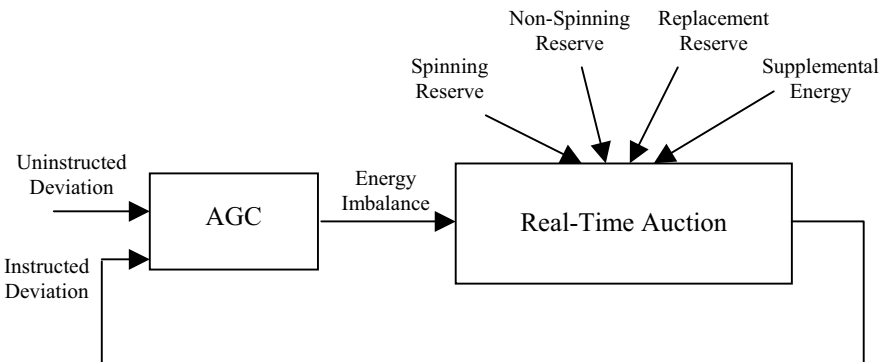 Non-Spinning
Reserve
Replacement
Reserve
Spinning
Reserve
Supplemental
Energy
Uninstructed
Deviation
AGC
Energy
Imbalance
Real-Time Auction
Instructed
Deviation